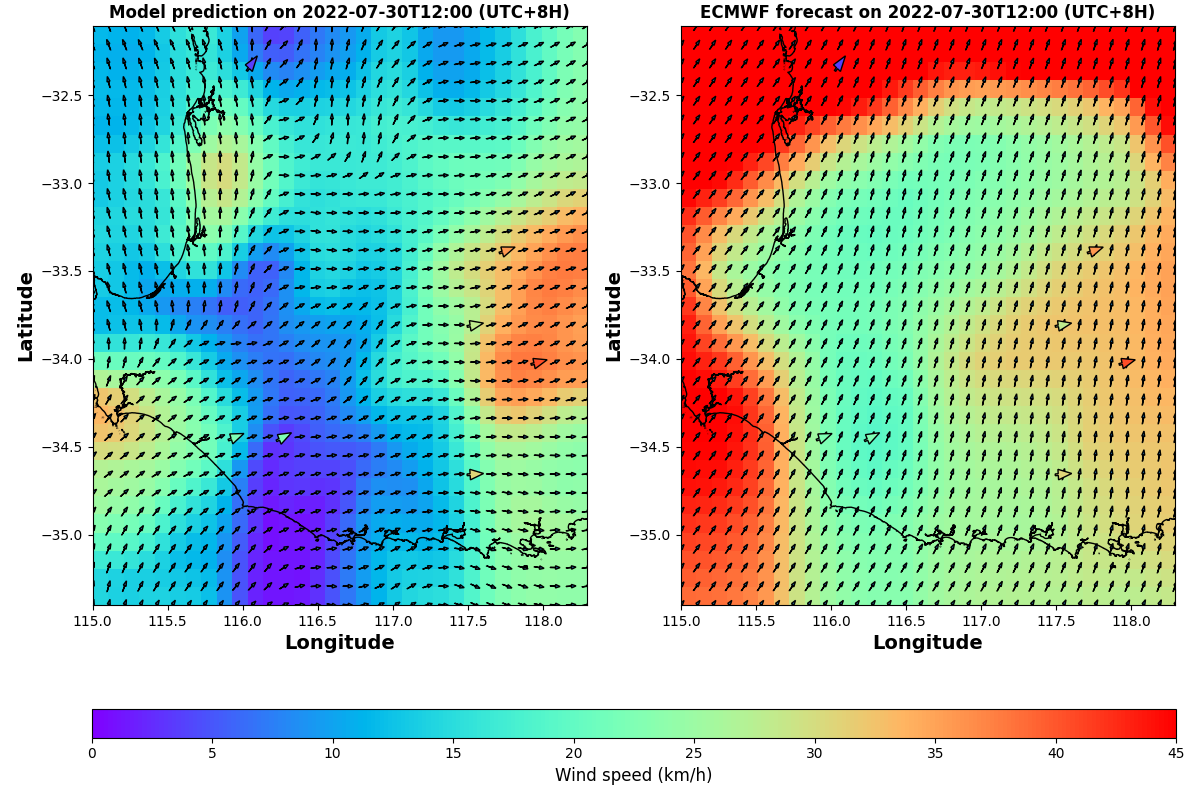 Model prediction on 2022-07-30T12:00 (UTC+8H)
ECMWF forecast on 2022-07-30T12:00 (UTC+8H)
−32.5
−33.0
−33.5
−34.0
−34.5
−35.0
Latitude
115.0 115.5 116.0 116.5 117.0 117.5 118.0
Longitude
−32.5
−33.0
−33.5
−34.0
−34.5
−35.0
Latitude
115.0 115.5 116.0 116.5 117.0 117.5 118.0
Longitude
0 5 10 15 20 25 30 35 40 45
Wind speed (km/h)